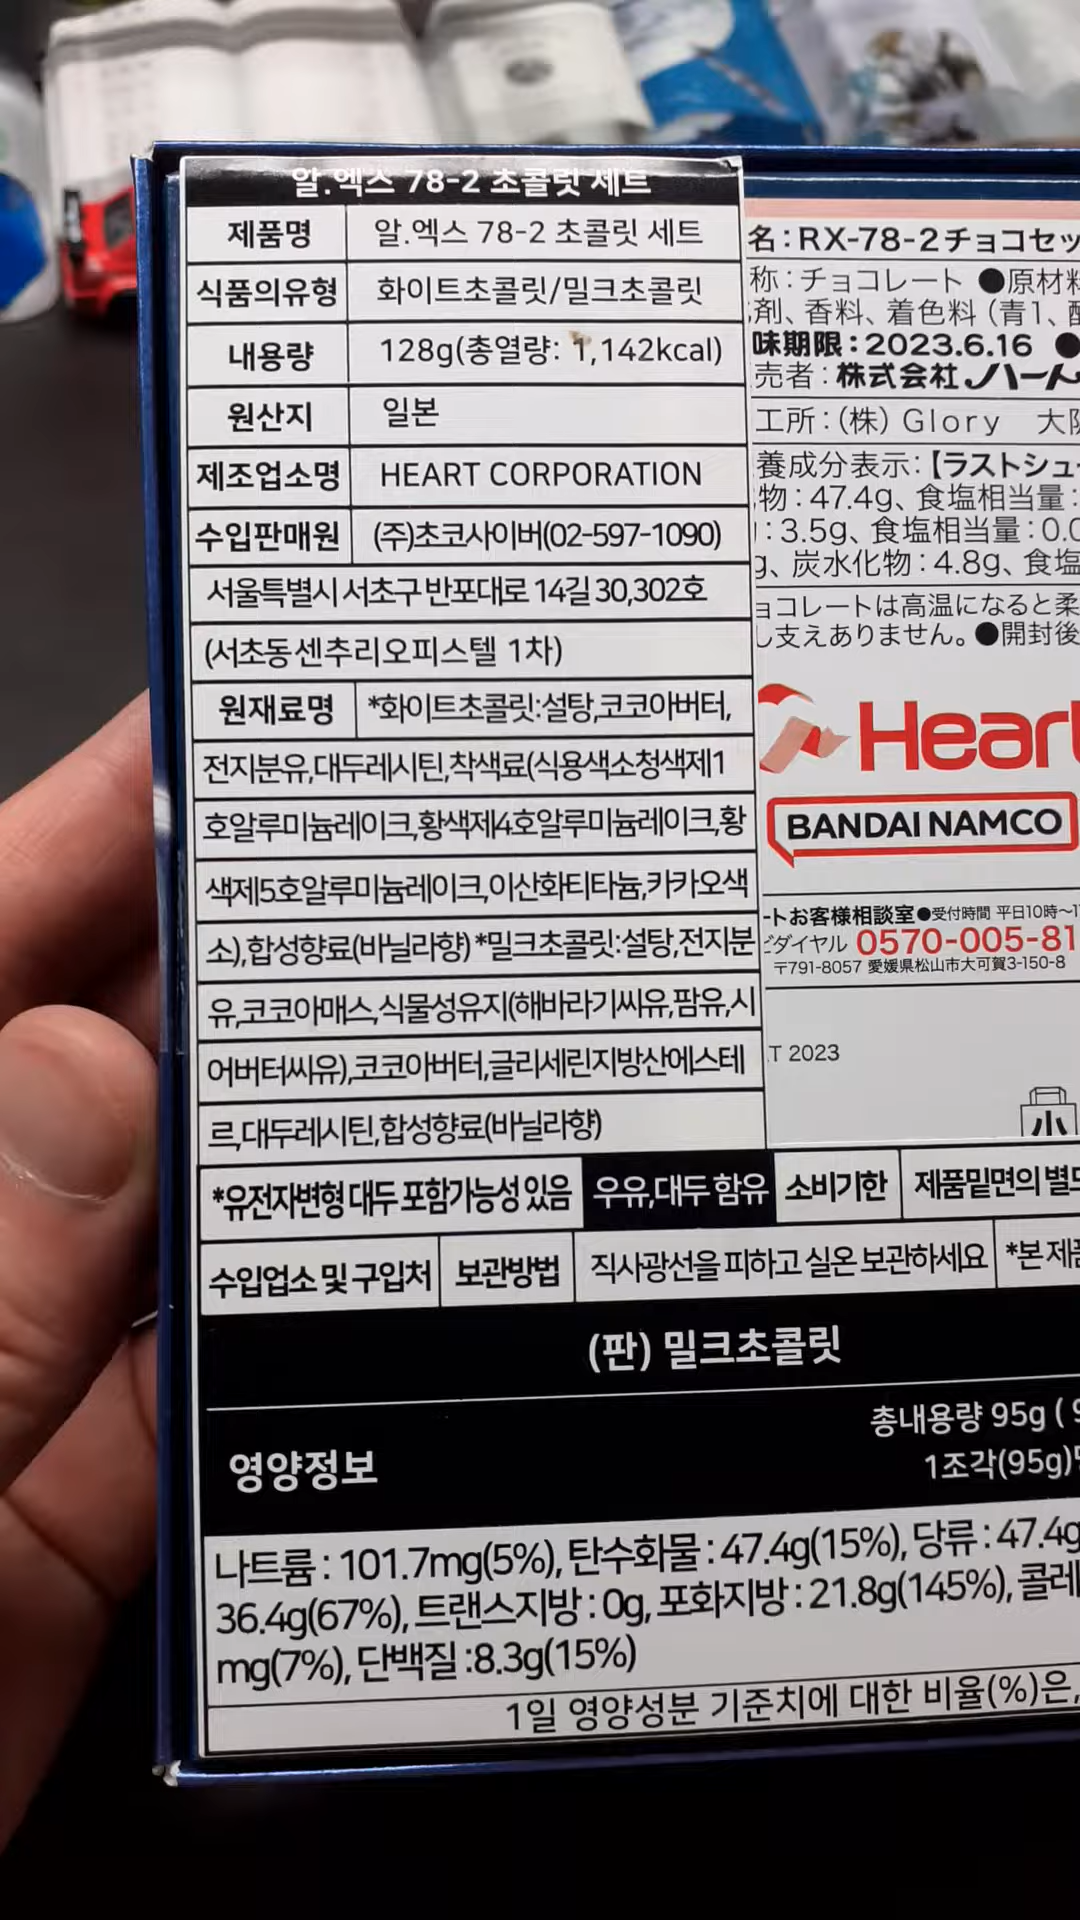 알.엑스 78-2 초콜릿 세트
제품명 알.엑스 78-2 초콜릿 세트
식품의유형 화이트초콜릿/밀크초콜릿
내용량 128g(총열량: 1,142kcal)
원산지 일본
제조업소명 HEART CORPORATION
수입판매원 (주)초코사이버(02-597-1090)
서울특별시 서초구 반포대로 14길 30,302호
(서초동 센추리오피스텔 1차)
원재료명 *화이트초콜릿:설탕,코코아버터,
전지분유,대두레시틴,착색료(식용색소청색제1
호알루미늄레이크,황색제4호알루미늄레이크,황
색제5호알루미늄레이크,이산화티타늄,카카오색
소),합성향료(바닐라향) *밀크초콜릿:설탕,전지분
유,코코아매스,식물성유지(해바라기씨유,팜유,시
어버터씨유),코코아버터,글리세린지방산에스테
르,대두레시틴,합성향료(바닐라향)
名:RX-78-2チョコセッ
称:チョコレート ●原材料
剤、香料、着色料(青1、
味期限:2023.6.16 ●
売者:株式会社ハート
工所:(株) Glory 大阪
養成分表示:【ラストシュー
物:47.4g、食塩相当量:
:3.5g、食塩相当量:0.0
g、炭水化物:4.8g、食塩
ョコレートは高温になると柔
し支えありません。●開封後
Heart
BANDAI NAMCO
ートお客様相談室●受付時間 平日10時〜1
ビダイヤル 0570-005-81
〒791-8057 愛媛県松山市大可賀3-150-8
T 2023
小
*유전자변형 대두 포함가능성 있음 우유,대두 함유 소비기한 제품밑면의 별도
수입업소 및 구입처 보관방법 직사광선을 피하고 실온 보관하세요 *본 제품
(판) 밀크초콜릿
영양정보
총내용량 95g ( 9
1조각(95g)당
나트륨 : 101.7mg(5%), 탄수화물 : 47.4g(15%), 당류 : 47.4g
36.4g(67%), 트랜스지방 : 0g, 포화지방 : 21.8g(145%), 콜레
mg(7%), 단백질 :8.3g(15%)
1일 영양성분 기준치에 대한 비율(%)은,